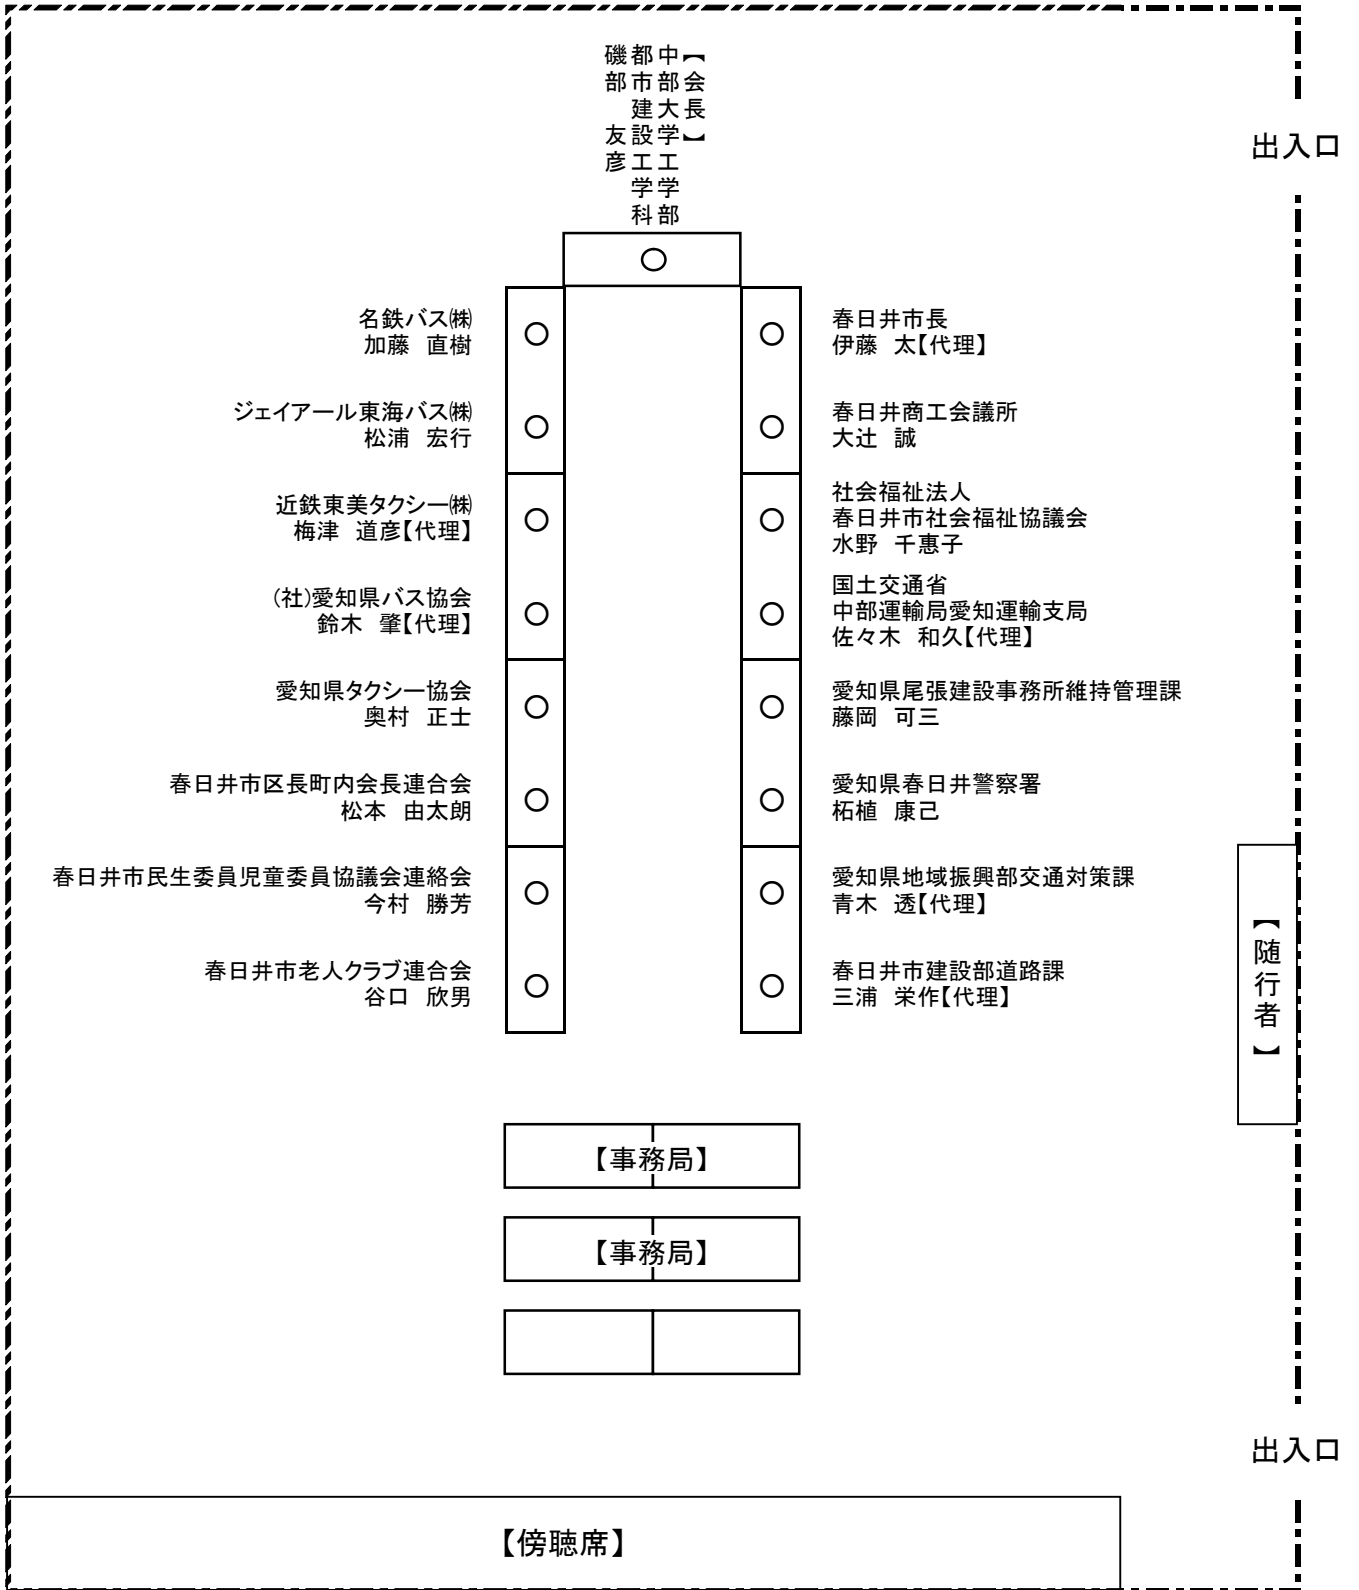 【会長】
中部大学工学部
都市建設工学科
磯部　友彦
出入口
名鉄バス㈱
加藤　直樹
春日井市長
伊藤　太【代理】
ジェイアール東海バス㈱
松浦　宏行
春日井商工会議所
大辻　誠
近鉄東美タクシー㈱
梅津　道彦【代理】
社会福祉法人
春日井市社会福祉協議会
水野　千惠子
(社)愛知県バス協会
鈴木　肇【代理】
国土交通省
中部運輸局愛知運輸支局
佐々木　和久【代理】
愛知県タクシー協会
奥村　正士
愛知県尾張建設事務所維持管理課
藤岡　可三
春日井市区長町内会長連合会
松本　由太朗
愛知県春日井警察署
柘植　康己
春日井市民生委員児童委員協議会連絡会
今村　勝芳
愛知県地域振興部交通対策課
青木　透【代理】
春日井市老人クラブ連合会
谷口　欣男
春日井市建設部道路課
三浦　栄作【代理】
【随行者】
【事務局】
【事務局】
出入口
【傍聴席】